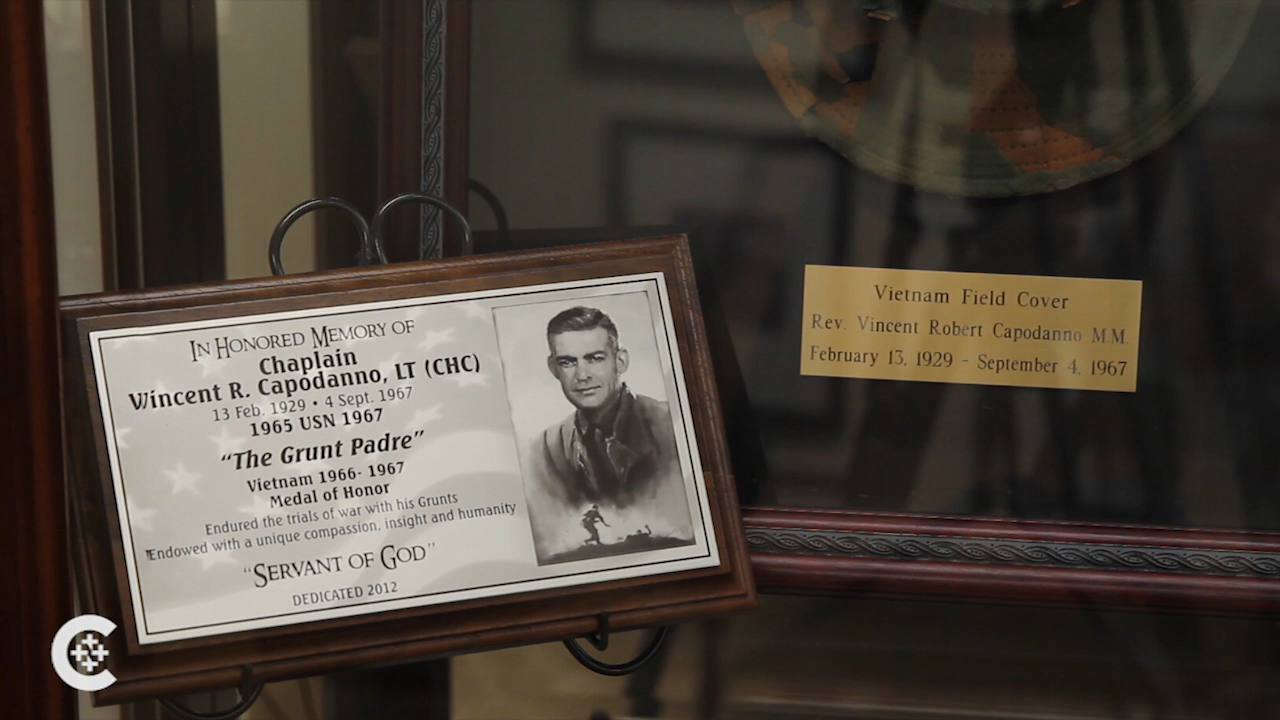 IN HONORED MEMORY OF
Chaplain
Vincent R. Capodanno, LT (CHC)
13 Feb. 1929 • 4 Sept. 1967
1965 USN 1967
"The Grunt Padre"
Vietnam 1966- 1967
Medal of Honor
Endured the trials of war with his Grunts
Endowed with a unique compassion, insight and humanity
"SERVANT OF GOD"
DEDICATED 2012
Vietnam Field Cover
Rev. Vincent Robert Capodanno M.M.
February 13, 1929 - September 4, 1967